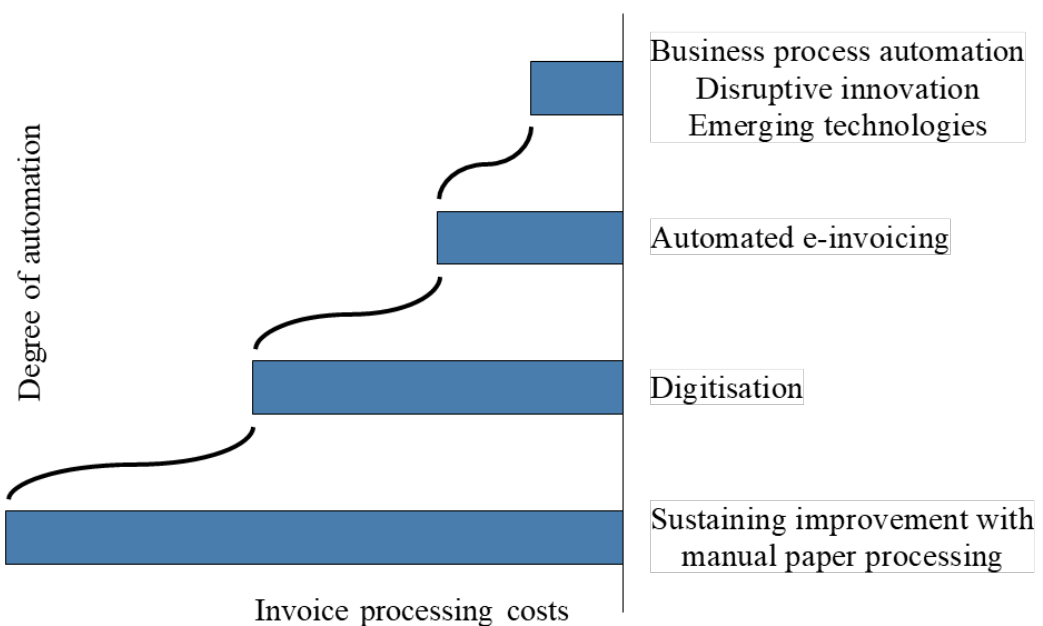 Business process automation
Disruptive innovation
Emerging technologies
Degree of automation
Automated e-invoicing
Digitisation
Sustaining improvement with
manual paper processing
Invoice processing costs